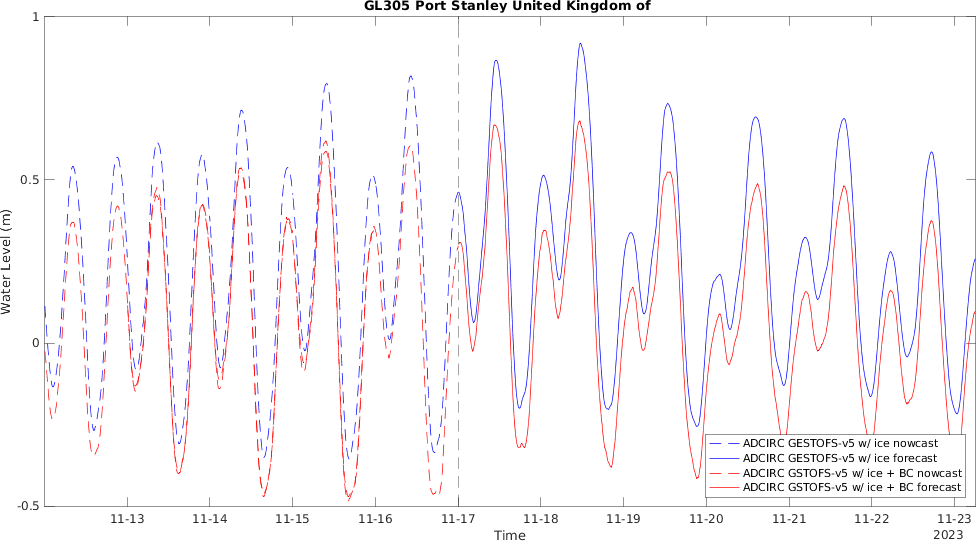 GL305 Port Stanley United Kingdom of
1
0.5
0
-0.5
Water Level (m)
ADCIRC GESTOFS-v5 w/ ice nowcast
ADCIRC GESTOFS-v5 w/ ice forecast
ADCIRC GSTOFS-v5 w/ ice + BC nowcast
ADCIRC GSTOFS-v5 w/ ice + BC forecast
11-13 11-14 11-15 11-16 11-17 11-18 11-19 11-20 11-21 11-22 11-23
Time
2023